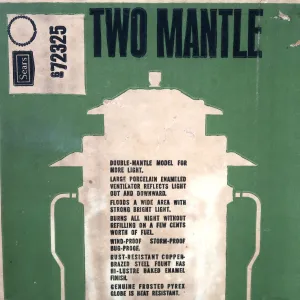 Sears
672325
TWO MANTLE
DOUBLE-MANTLE MODEL FOR
MORE LIGHT.
LARGE PORCELAIN ENAMELED
VENTILATOR REFLECTS LIGHT
OUT AND DOWNWARD.
FLOODS A WIDE AREA WITH
STRONG BRIGHT LIGHT.
BURNS ALL NIGHT WITHOUT
REFILLING ON A FEW CENTS
WORTH OF FUEL.
WIND-PROOF STORM-PROOF
BUG-PROOF.
RUST-RESISTANT COPPER-
BRAZED STEEL FOUNT HAS
HI-LUSTRE BAKED ENAMEL
FINISH.
GENUINE FROSTED PYREX
GLOBE IS HEAT RESISTANT.